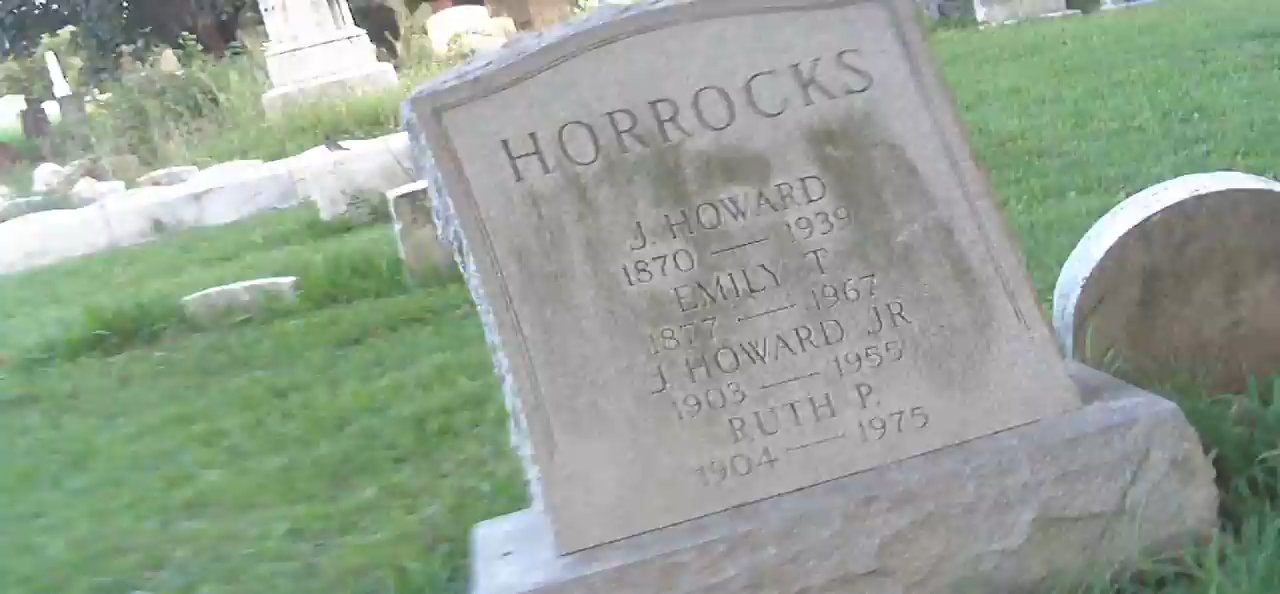 HORROCKS
J. HOWARD
1870 — 1939
EMILY T
1877 — 1967
J HOWARD JR
1903 — 1955
RUTH P.
1904 — 1975